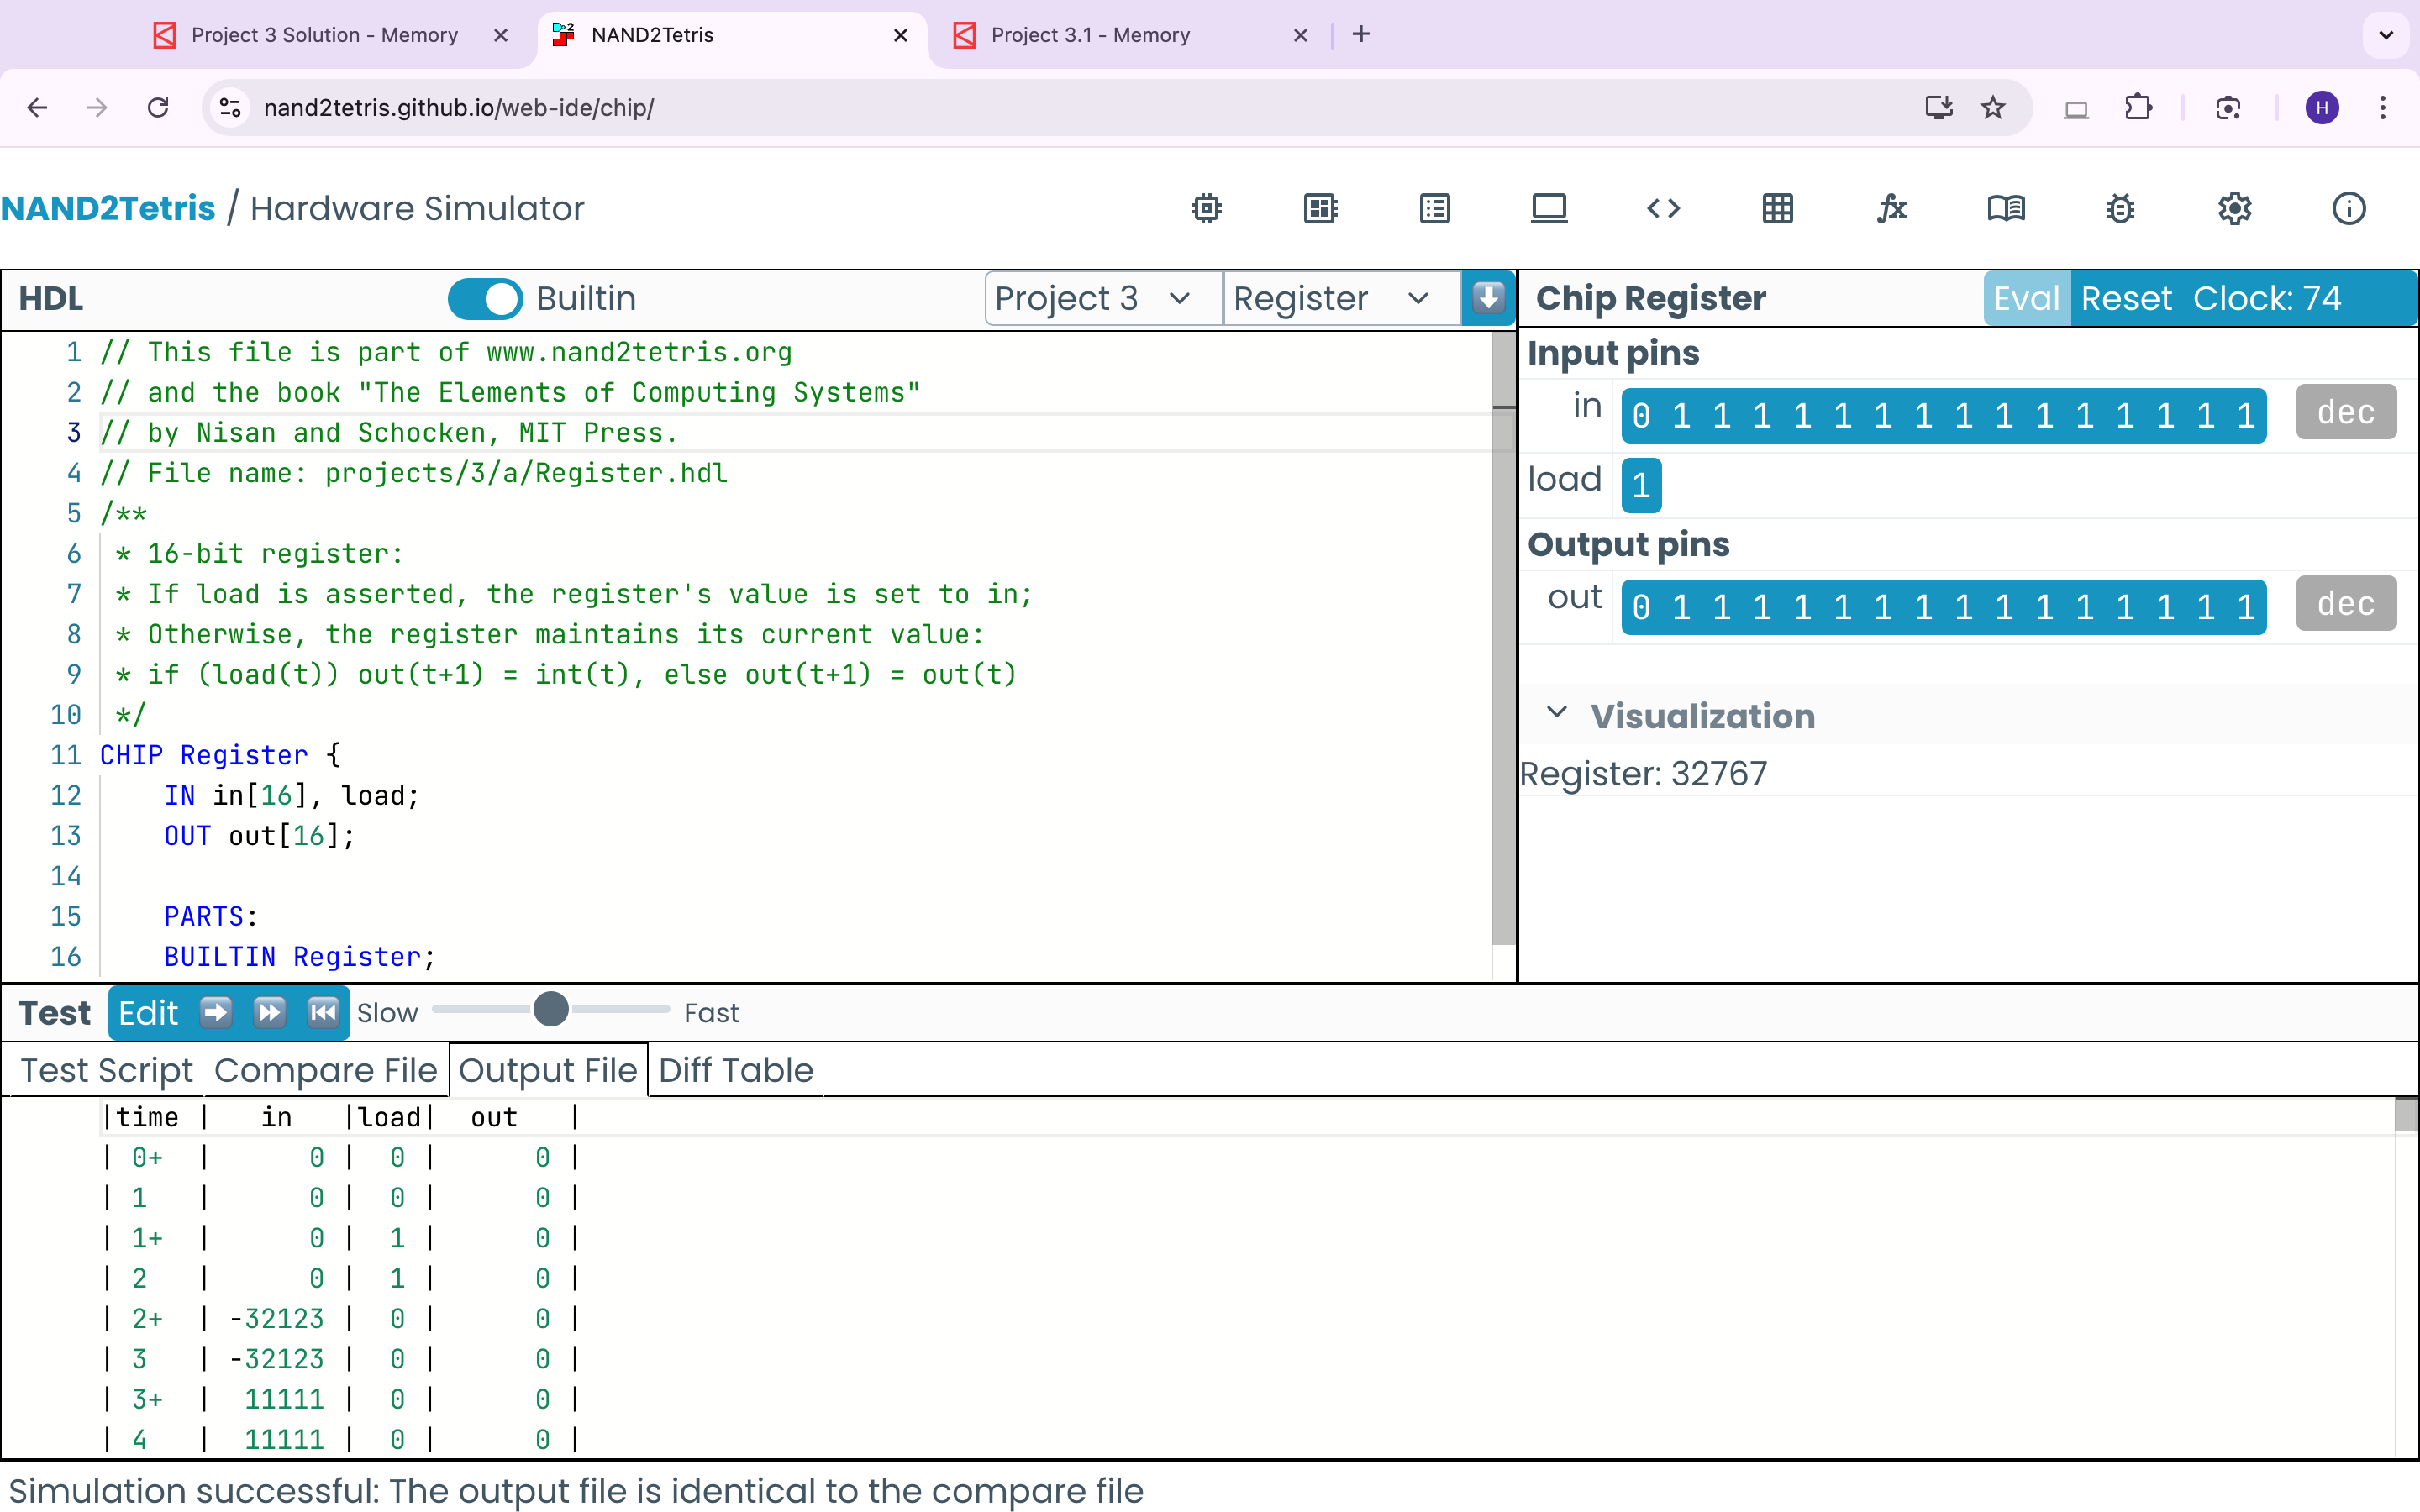 Project 3 Solution - Memory
NAND2Tetris
Project 3.1 - Memory
nand2tetris.github.io/web-ide/chip/
H
NAND2Tetris / Hardware Simulator
HDL
Builtin
Project 3
Register
Chip Register
Eval
Reset
Clock: 74
1 // This file is part of www.nand2tetris.org
2 // and the book "The Elements of Computing Systems"
3 // by Nisan and Schocken, MIT Press.
4 // File name: projects/3/a/Register.hdl
5 /**
6 * 16-bit register:
7 * If load is asserted, the register's value is set to in;
8 * Otherwise, the register maintains its current value:
9 * if (load(t)) out(t+1) = int(t), else out(t+1) = out(t)
10 */
11 CHIP Register {
12 IN in[16], load;
13 OUT out[16];
14
15 PARTS:
16 BUILTIN Register;
Input pins
in 0 1 1 1 1 1 1 1 1 1 1 1 1 1 1 1 dec
load 1
Output pins
out 0 1 1 1 1 1 1 1 1 1 1 1 1 1 1 1 dec
Visualization
Register: 32767
Test
Edit
Slow
Fast
Test Script
Compare File
Output File
Diff Table
|time | in |load| out |
| 0+ | 0 | 0 | 0 |
| 1 | 0 | 0 | 0 |
| 1+ | 0 | 1 | 0 |
| 2 | 0 | 1 | 0 |
| 2+ | -32123 | 0 | 0 |
| 3 | -32123 | 0 | 0 |
| 3+ | 11111 | 0 | 0 |
| 4 | 11111 | 0 | 0 |
Simulation successful: The output file is identical to the compare file